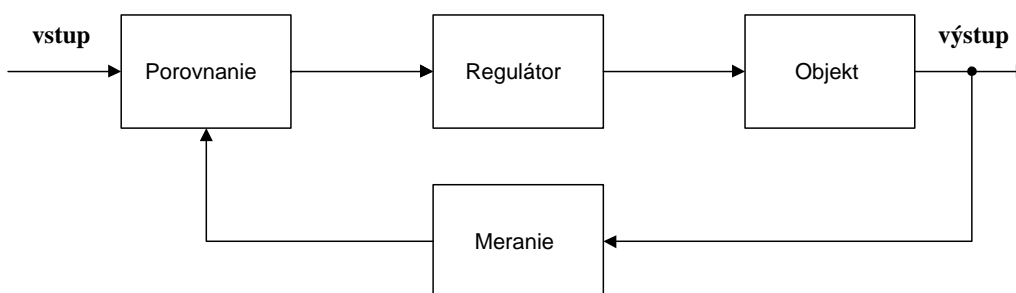 vstup
výstup
Porovnanie
Regulátor
Objekt
Meranie